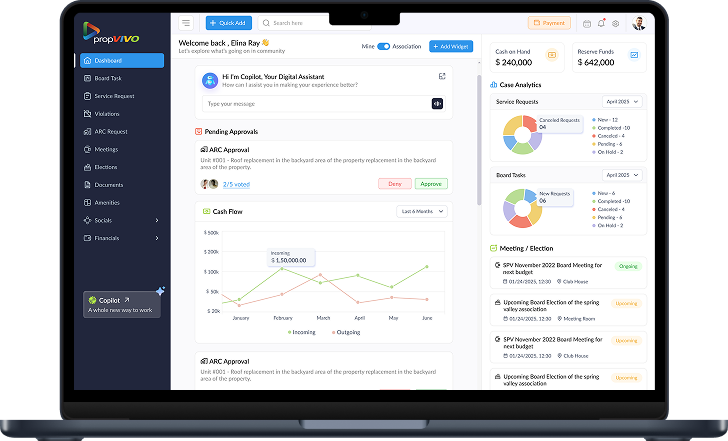 propVIVO
Quick Add
Search here
Payment
Dashboard
Board Task
Service Request
Violations
ARC Request
Meetings
Elections
Documents
Amenities
Socials
Financials
Copilot
A whole new way to work
Welcome back , Elina Ray
Let's explore what's going on in community
Mine
Association
+ Add Widget
Hi I'm Copilot, Your Digital Assistant
How can I assist you in making your experience better?
Type your message
Pending Approvals
ARC Approval
Unit #001 - Roof replacement in the backyard area of the property replacement in the backyard
area of the property.
2/5 voted
Deny
Approve
Cash Flow
Last 6 Months
$ 500k
$ 200k
$ 100k
$ 50k
$ 20k
Incoming
$ 1,50,000.00
January
February
March
April
May
June
Incoming
Outgoing
ARC Approval
Unit #001 - Roof replacement in the backyard area of the property replacement in the backyard
area of the property.
Cash on Hand
$ 240,000
Reserve Funds
$ 642,000
Case Analytics
Service Requests
April 2025
Canceled Requests
04
New - 12
Completed -10
Canceled - 4
Pending - 6
On Hold - 2
Board Tasks
April 2025
New Requests
06
New - 6
Completed -10
Canceled - 4
Pending - 6
On Hold - 2
Meeting / Election
SPV November 2022 Board Meeting for
next budget
Ongoing
01/24/2025, 12:30
Club House
Upcoming Board Election of the spring
valley association
Upcoming
01/24/2025, 12:30
Meeting Room
SPV November 2022 Board Meeting for
next budget
Upcoming
01/24/2025, 12:30
Club House
Upcoming Board Election of the spring
valley association
Upcoming